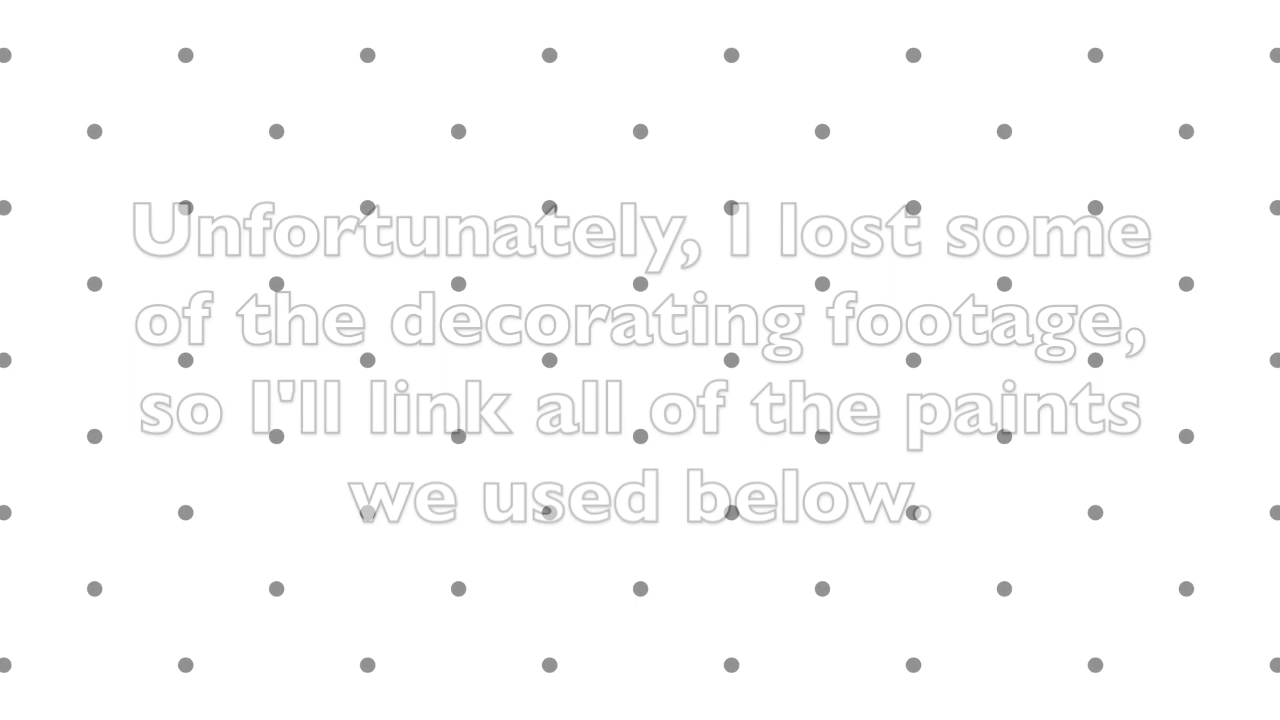 Unfortunately, I lost some
of the decorating footage,
so I'll link all of the paints
we used below.